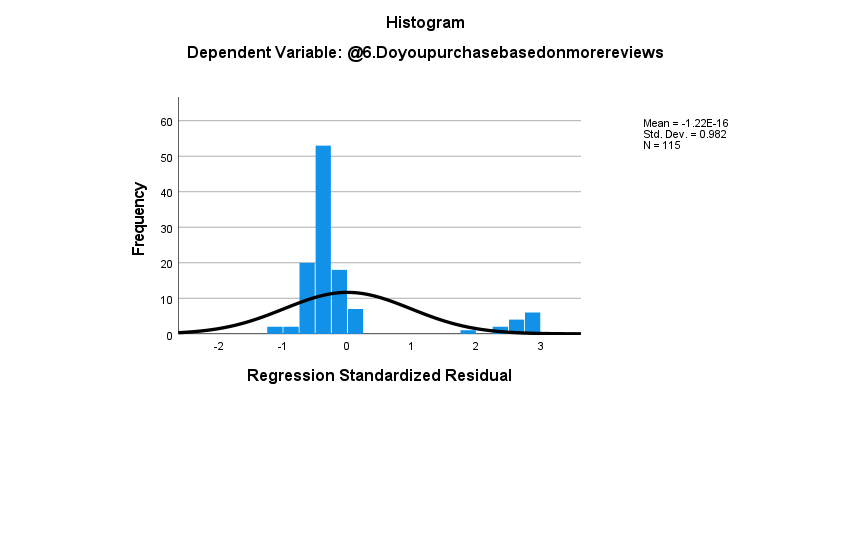 Histogram
Dependent Variable: @6.Doyoupurchasebasedonmorereviews
Mean = -1.22E-16
Std. Dev. = 0.982
N = 115
Frequency
60
50
40
30
20
10
0
-2 -1 0 1 2 3
Regression Standardized Residual